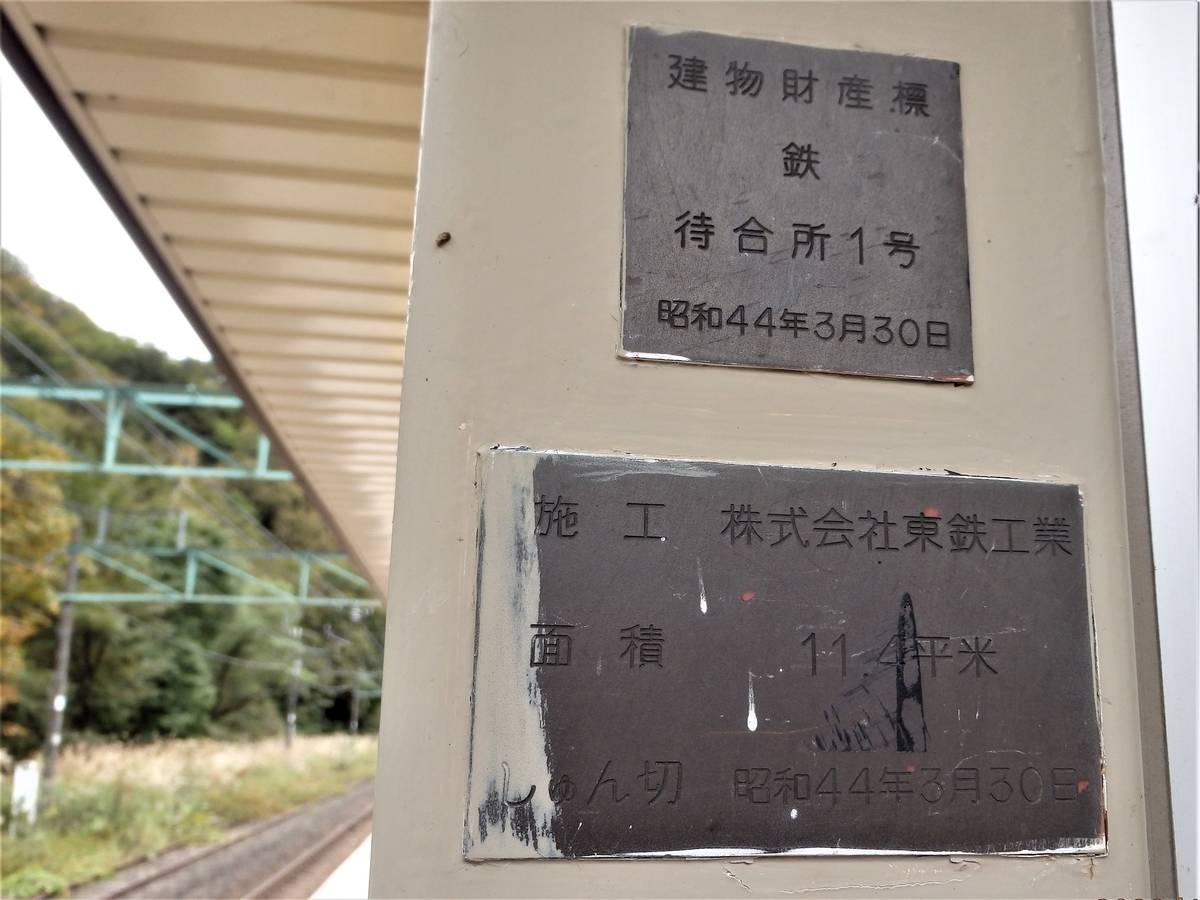 建物財産標
鉄
待合所1号
昭和44年3月30日
施工 株式会社東鉄工業
面積 11.4平米
しゅん切 昭和44年3月30日